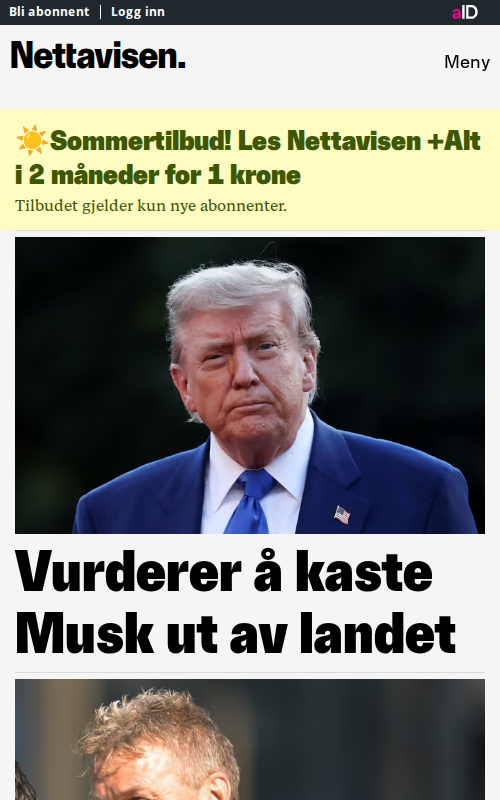 Bli abonnent
Logg inn
aID
Nettavisen.
Meny
☀️Sommertilbud! Les Nettavisen +Alt
i 2 måneder for 1 krone
Tilbudet gjelder kun nye abonnenter.
Vurderer å kaste
Musk ut av landet